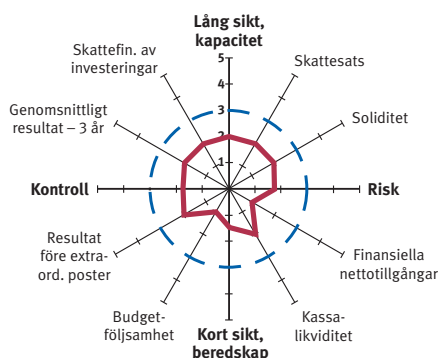 Lång sikt,
kapacitet
Skattefin. av
investeringar
Skattesats
Genomsnittligt
resultat – 3 år
Soliditet
5
4
3
2
1
Kontroll
Risk
Resultat
före extra-
ord. poster
Finansiella
nettotillgångar
Budget-
följsamhet
Kassa-
likviditet
Kort sikt,
beredskap